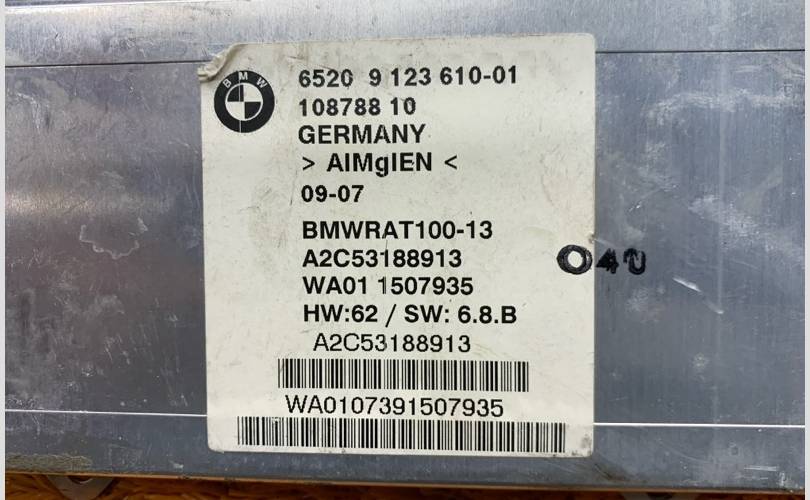 BMW
6520 9 123 610-01
108788 10
GERMANY
> AIMgIEN <
09-07
BMWRAT100-13
A2C53188913
WA01 1507935
HW:62 / SW: 6.8.B
A2C53188913
WA0107391507935